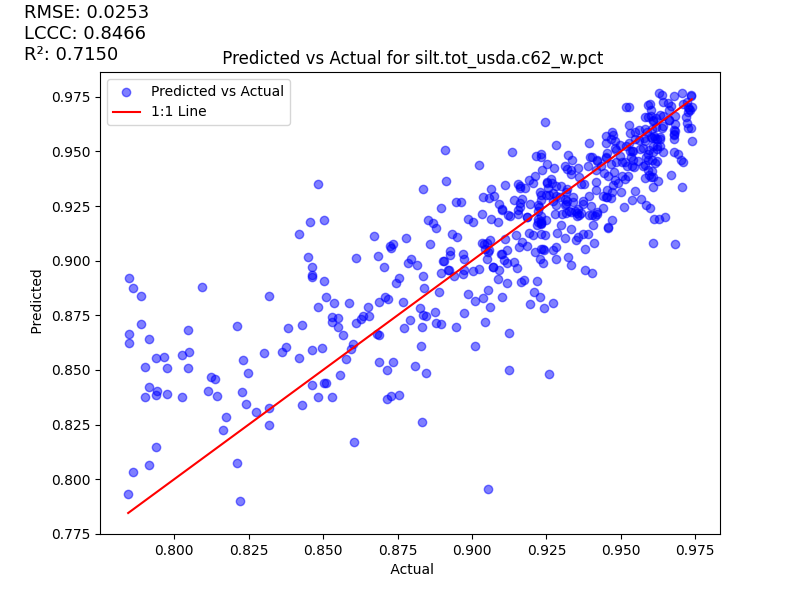 RMSE: 0.0253
LCCC: 0.8466
R²: 0.7150
Predicted vs Actual for silt.tot_usda.c62_w.pct
Predicted vs Actual
1:1 Line
0.975
0.950
0.925
0.900
0.875
0.850
0.825
0.800
0.775
Predicted
0.800 0.825 0.850 0.875 0.900 0.925 0.950 0.975
Actual